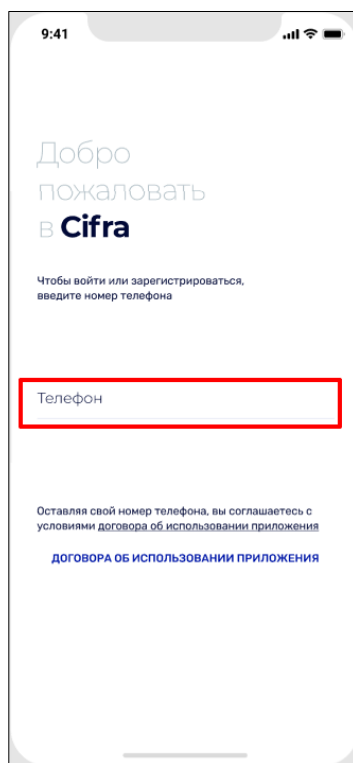 9:41
Добро
пожаловать
в Cifra
Чтобы войти или зарегистрироваться,
введите номер телефона
Телефон
Оставляя свой номер телефона, вы соглашаетесь с
условиями договора об использовании приложения
ДОГОВОРА ОБ ИСПОЛЬЗОВАНИИ ПРИЛОЖЕНИЯ